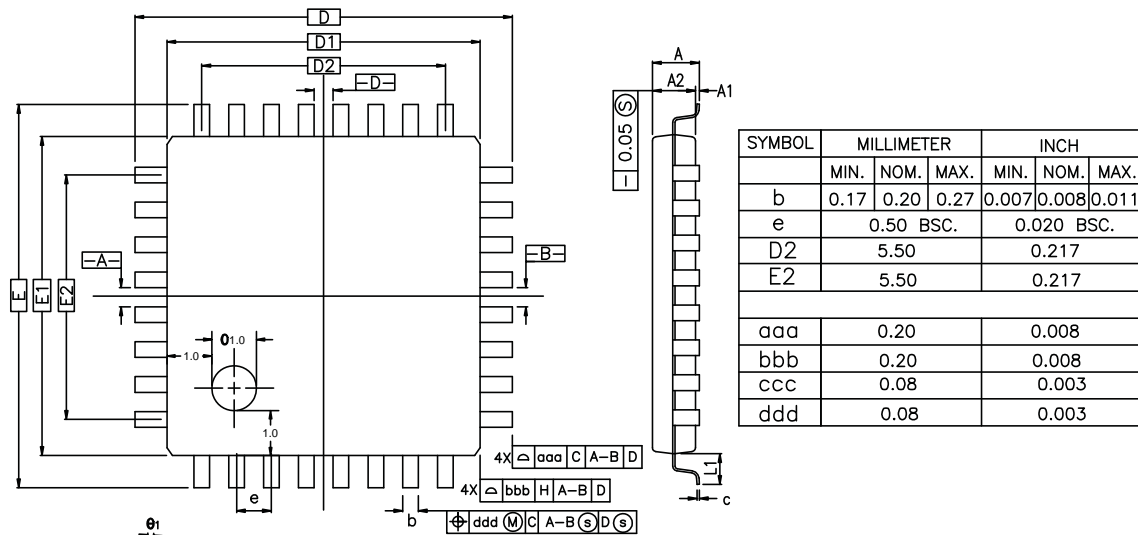 D
D1
D2
-D-
A
A2
A1
0.05 Ⓢ
E
E1
E2
-A-
-B-
01.0
1.0
1.0
4X aaa C A-B D
4X bbb H A-B D
ddd Ⓜ C A-B Ⓢ D Ⓢ
e
b
L1
c
θ1
SYMBOL MILLIMETER INCH
MIN. NOM. MAX. MIN. NOM. MAX.
b 0.17 0.20 0.27 0.007 0.008 0.011
e 0.50 BSC. 0.020 BSC.
D2 5.50 0.217
E2 5.50 0.217
aaa 0.20 0.008
bbb 0.20 0.008
ccc 0.08 0.003
ddd 0.08 0.003